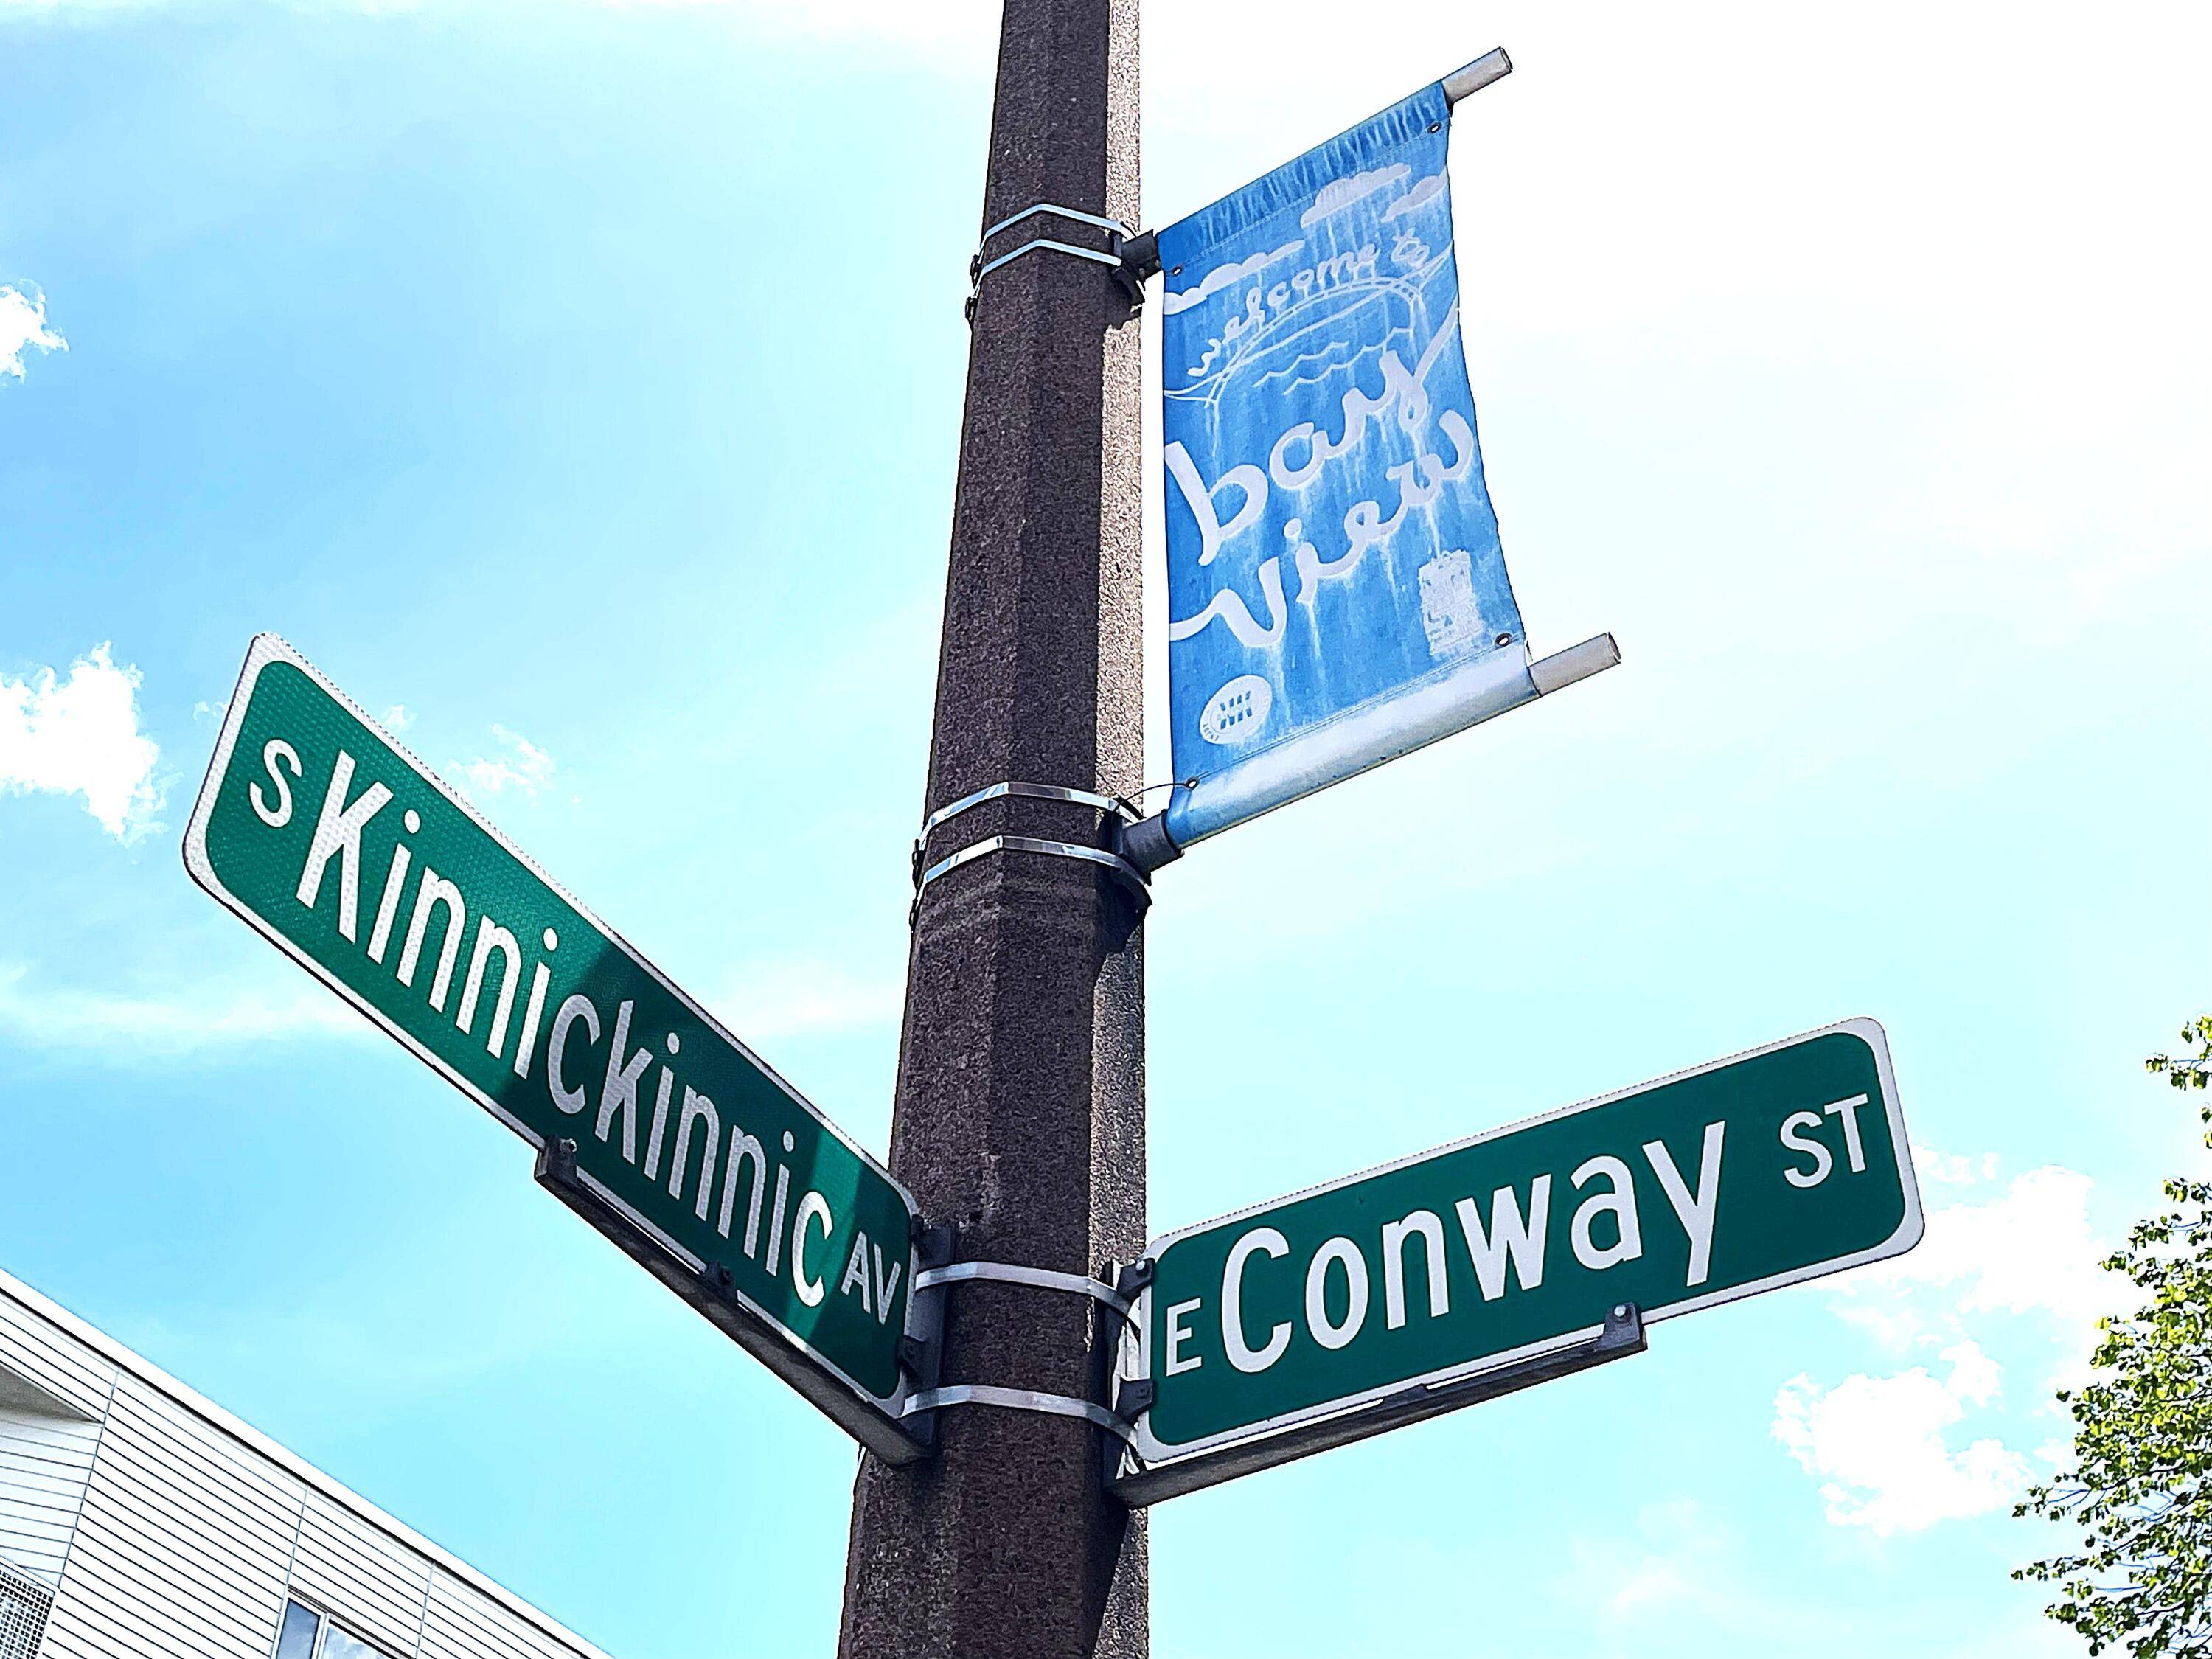 welcome to
bay
view
S Kinnickinnic AV
E Conway ST